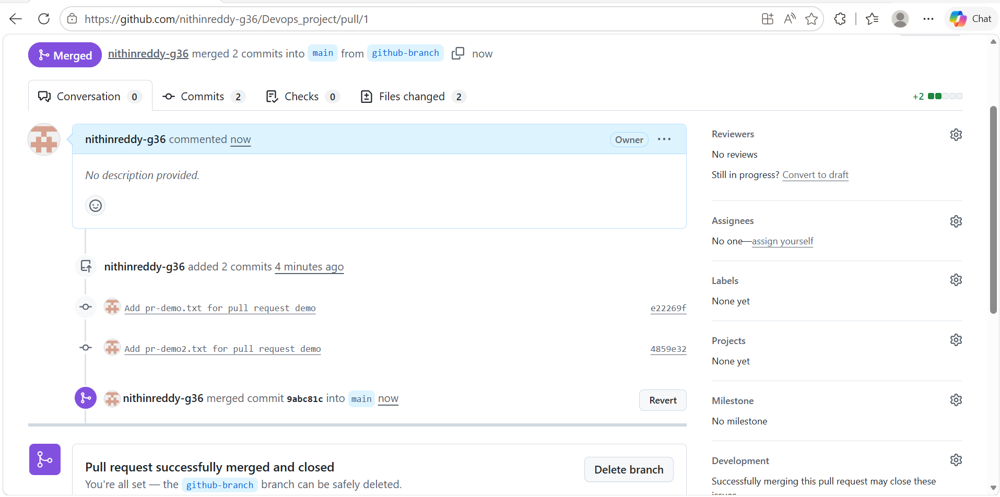 https://github.com/nithinreddy-g36/Devops_project/pull/1
Chat
Merged nithinreddy-g36 merged 2 commits into main from github-branch now
Conversation 0 Commits 2 Checks 0 Files changed 2 +2
nithinreddy-g36 commented now Owner
No description provided.
nithinreddy-g36 added 2 commits 4 minutes ago
Add pr-demo.txt for pull request demo e22269f
Add pr-demo2.txt for pull request demo 4859e32
nithinreddy-g36 merged commit 9abc81c into main now Revert
Pull request successfully merged and closed
You're all set — the github-branch branch can be safely deleted.
Delete branch
Reviewers
No reviews
Still in progress? Convert to draft
Assignees
No one—assign yourself
Labels
None yet
Projects
None yet
Milestone
No milestone
Development
Successfully merging this pull request may close these
issues.